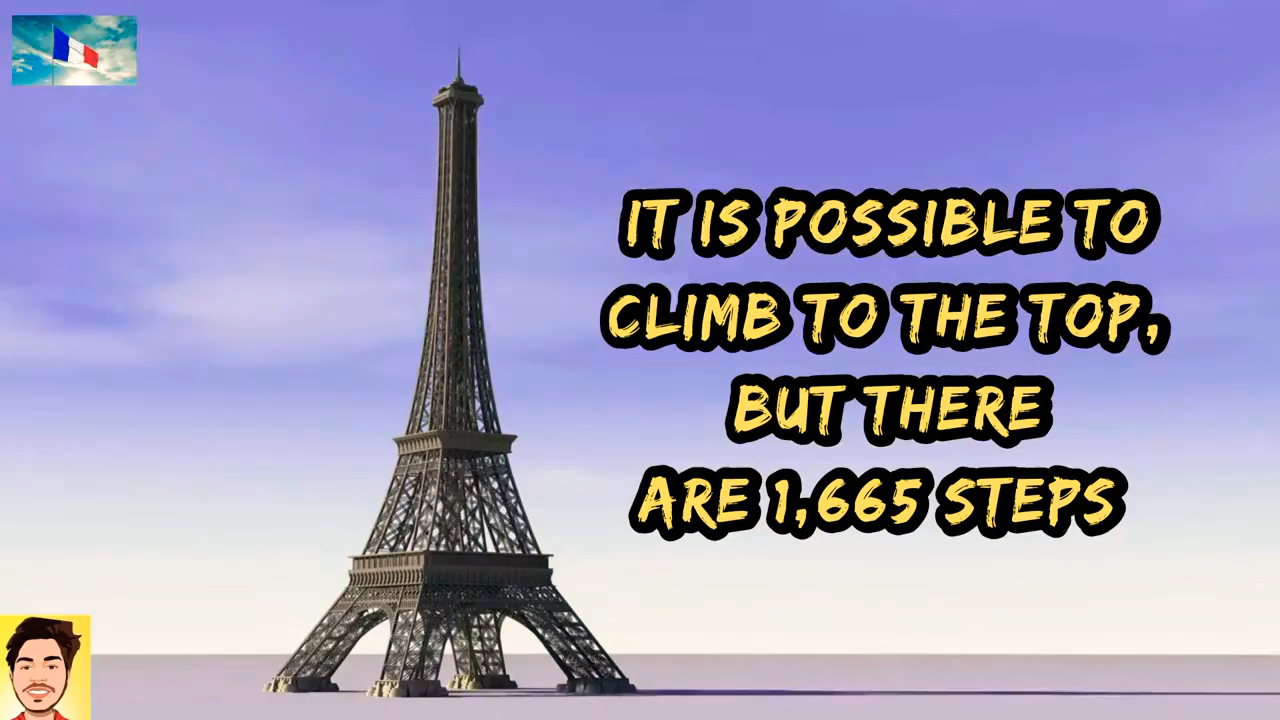 IT IS POSSIBLE TO
CLIMB TO THE TOP,
BUT THERE
ARE 1,665 STEPS